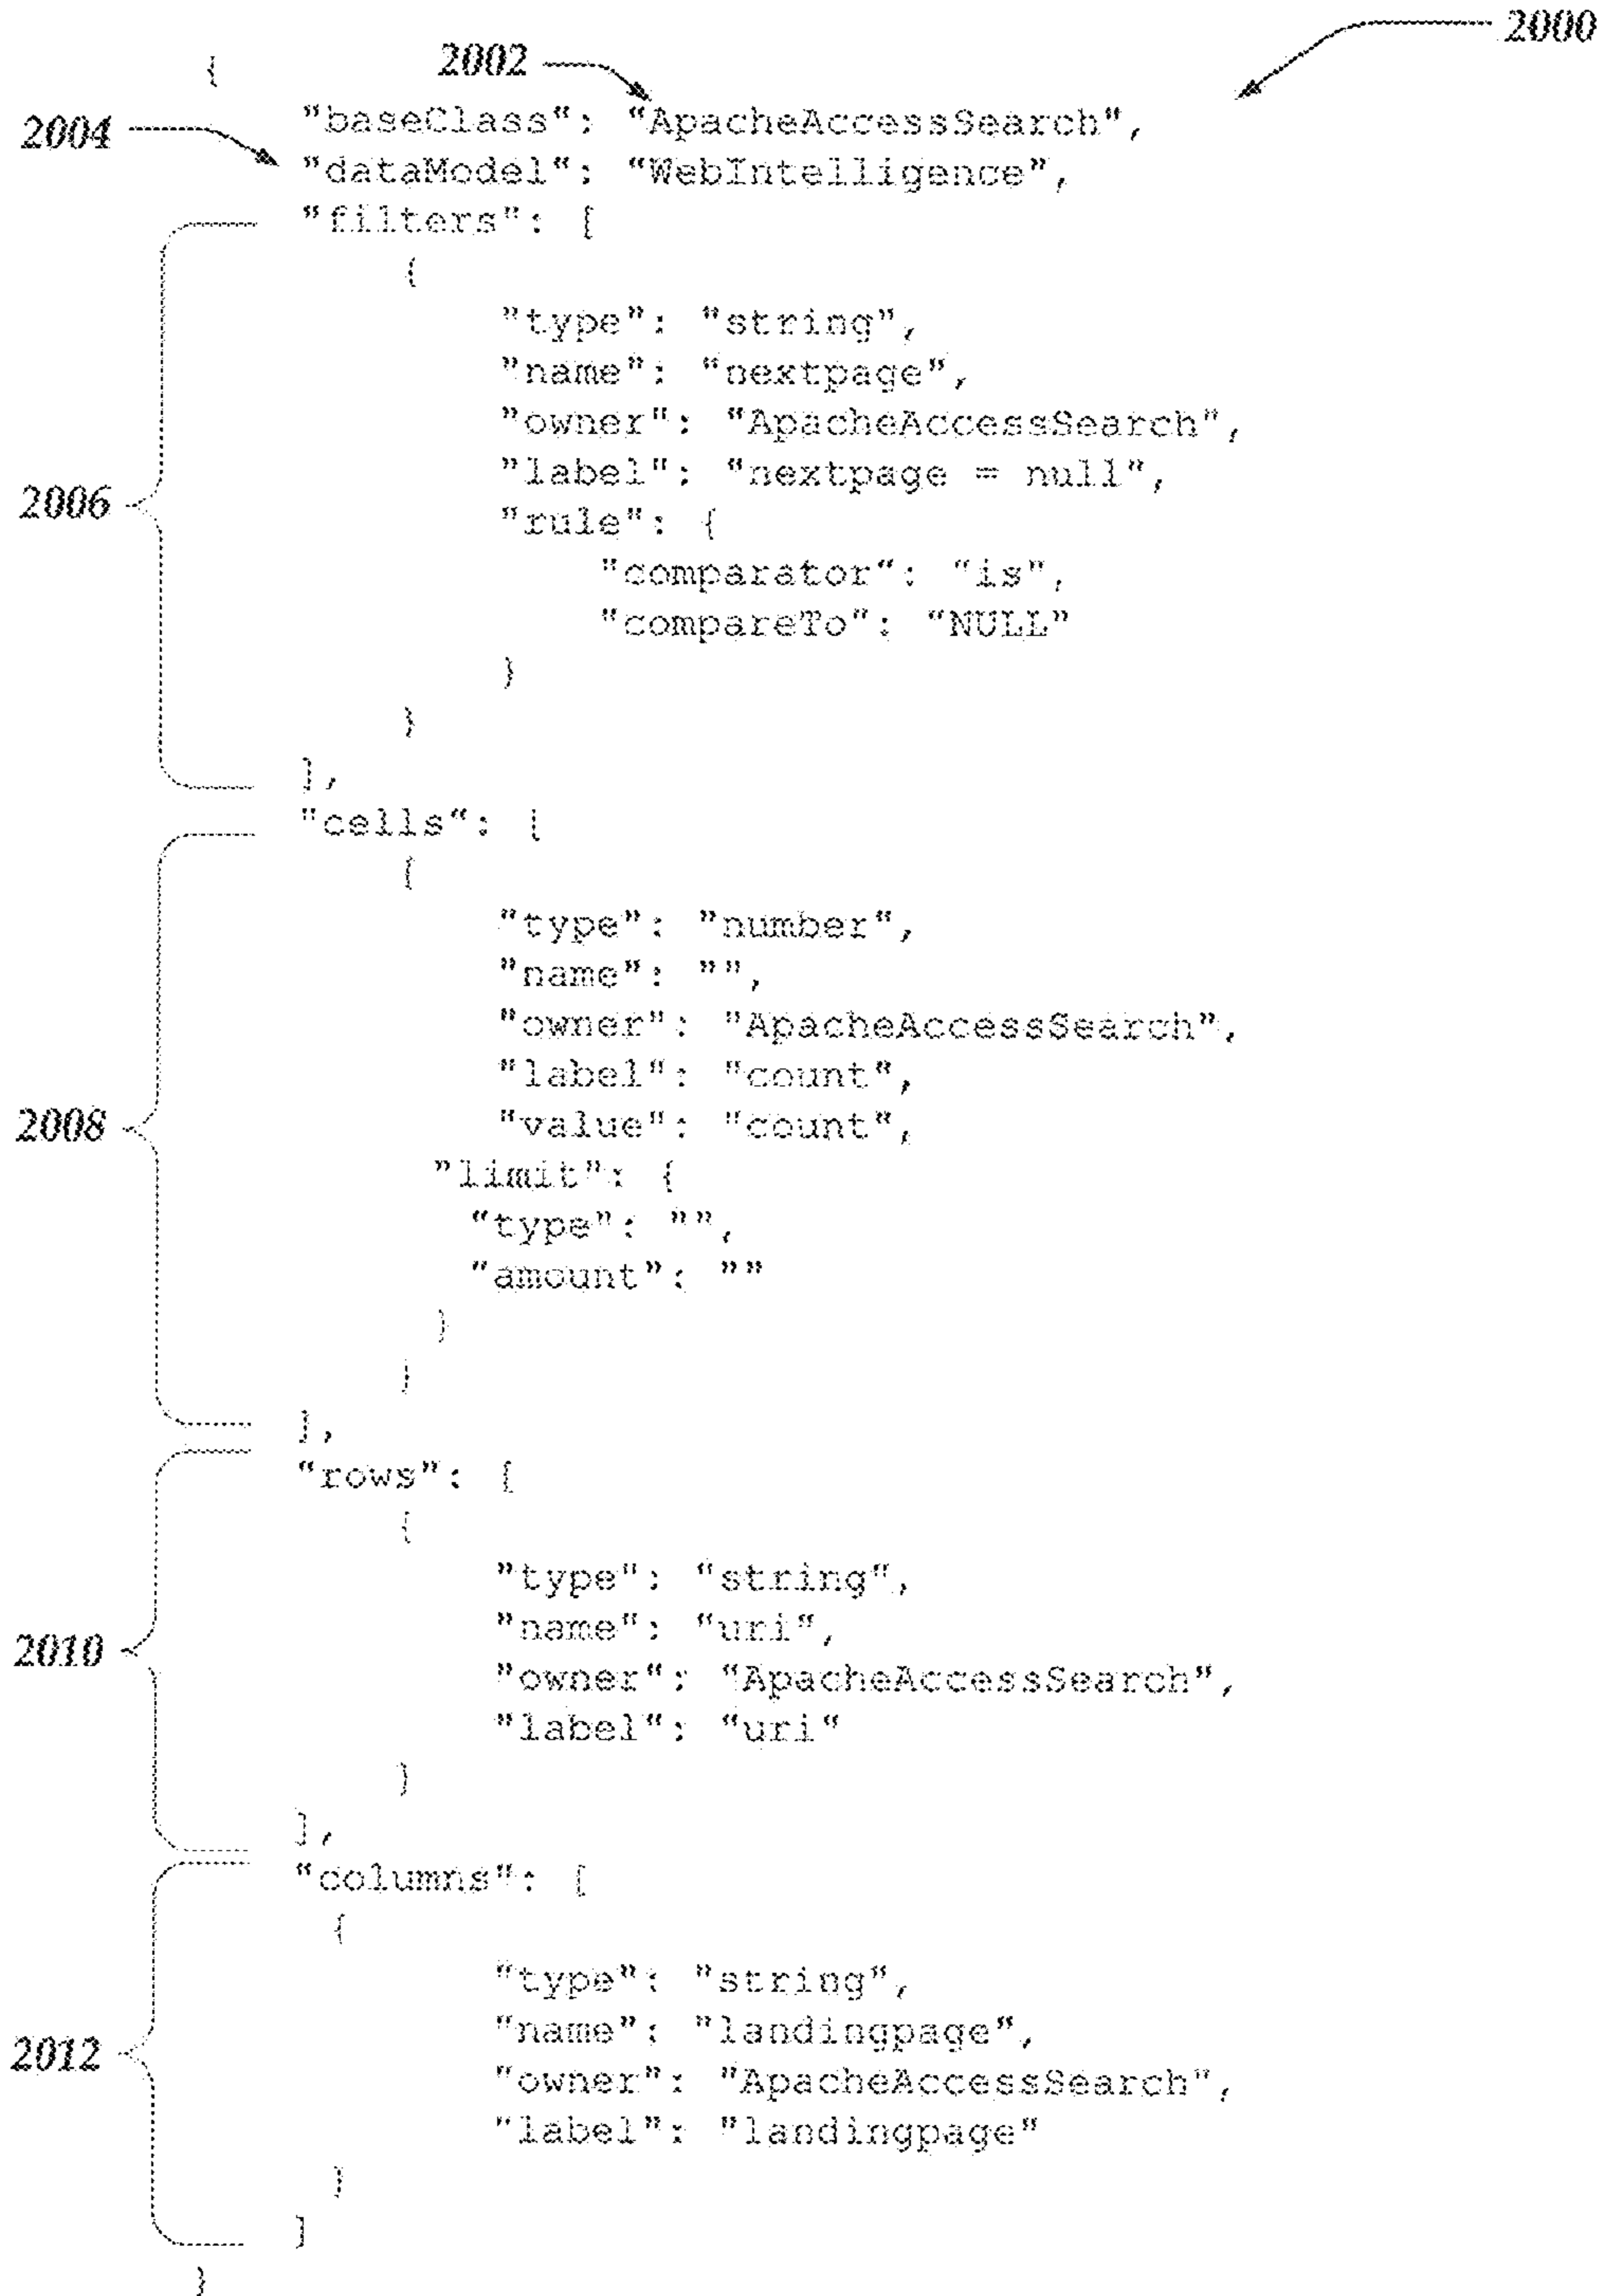 2000
2002
{
2004
"baseClass": "ApacheAccessSearch",
"dataModel": "WebIntelligence",
"filters": [
{
"type": "string",
"name": "nextpage",
"owner": "ApacheAccessSearch",
"label": "nextpage = null",
2006
"rule": {
"comparator": "is",
"compareTo": "NULL"
}
}
],
"cells": [
{
"type": "number",
"name": "",
"owner": "ApacheAccessSearch",
"label": "count",
2008
"value": "count",
"limit": {
"type": "",
"amount": ""
}
}
],
"rows": [
{
"type": "string",
"name": "uri",
2010
"owner": "ApacheAccessSearch",
"label": "uri"
}
],
"columns": [
{
"type": "string",
"name": "landingpage",
2012
"owner": "ApacheAccessSearch",
"label": "landingpage"
}
]
}